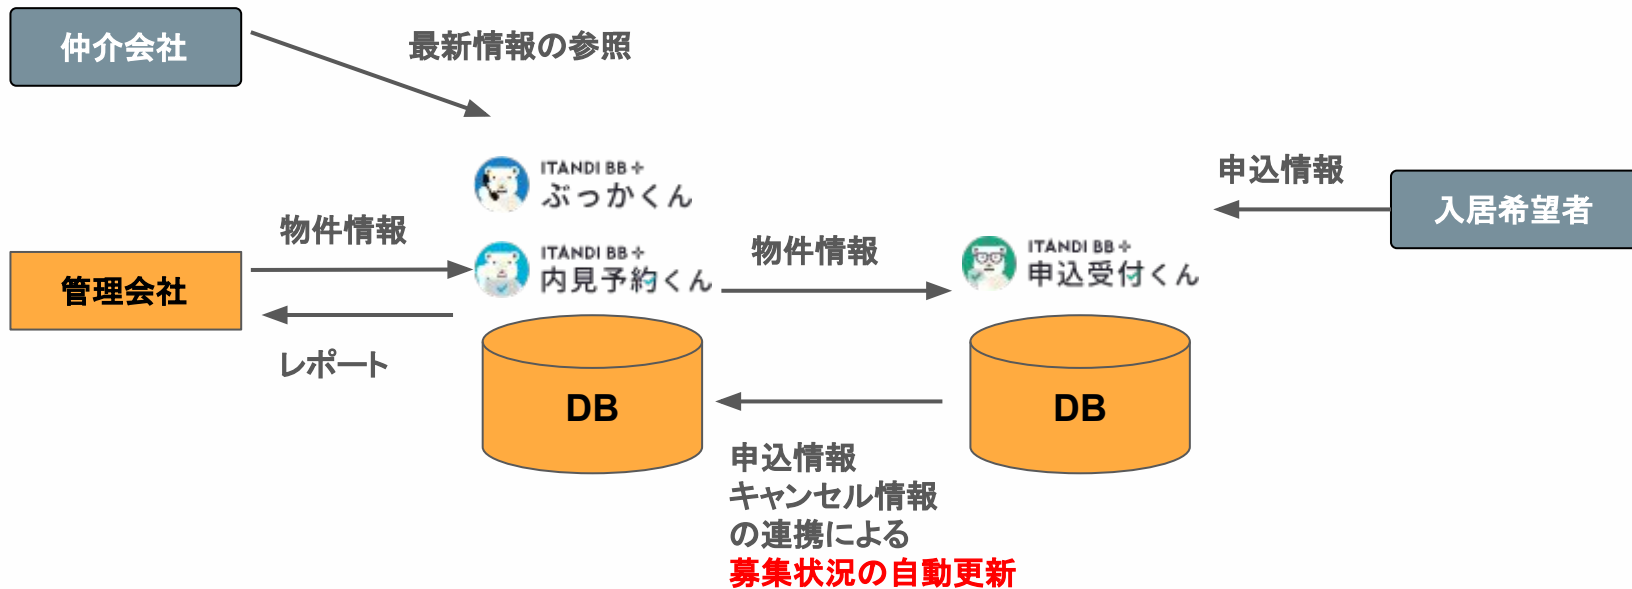 仲介会社
最新情報の参照
ITANDI BB +
ぶっかくん
申込情報
入居希望者
物件情報
ITANDI BB +
内見予約くん
物件情報
ITANDI BB +
申込受付くん
管理会社
レポート
DB
DB
申込情報
キャンセル情報
の連携による
募集状況の自動更新